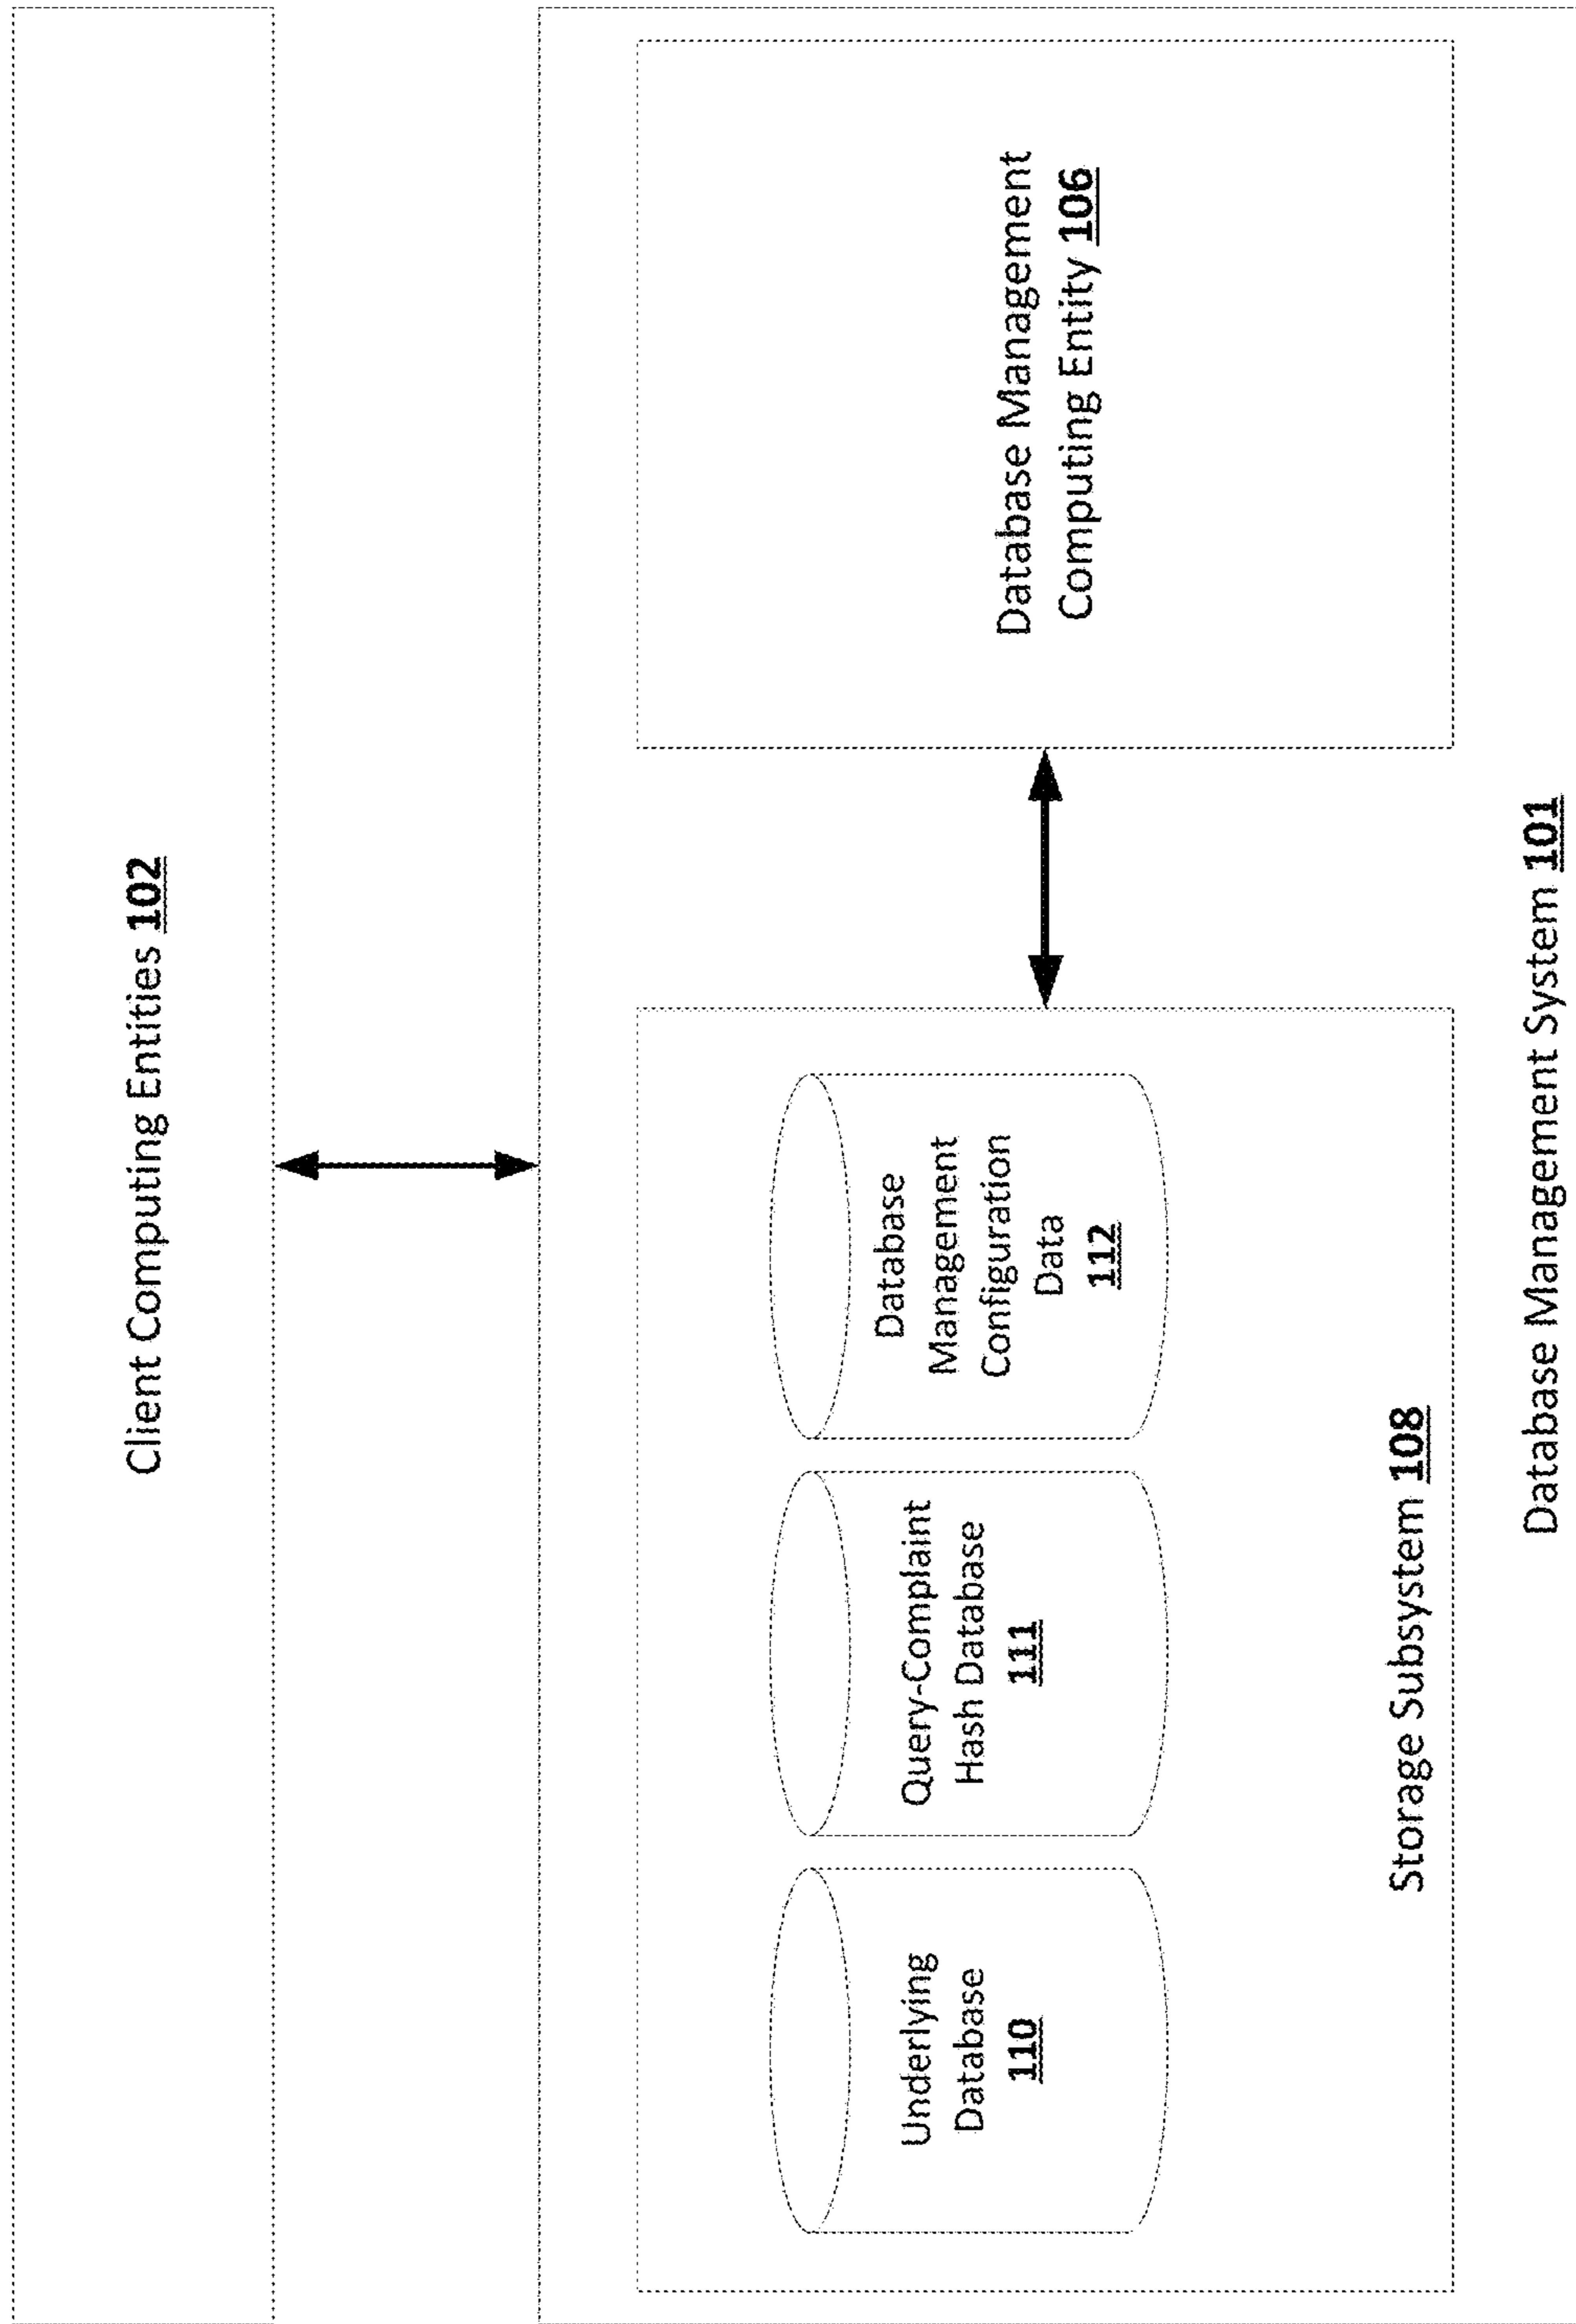 Client Computing Entities 102
Underlying
Database
110
Query-Complaint
Hash Database
111
Database
Management
Configuration
Data
112
Storage Subsystem 108
Database Management
Computing Entity 106
Database Management System 101